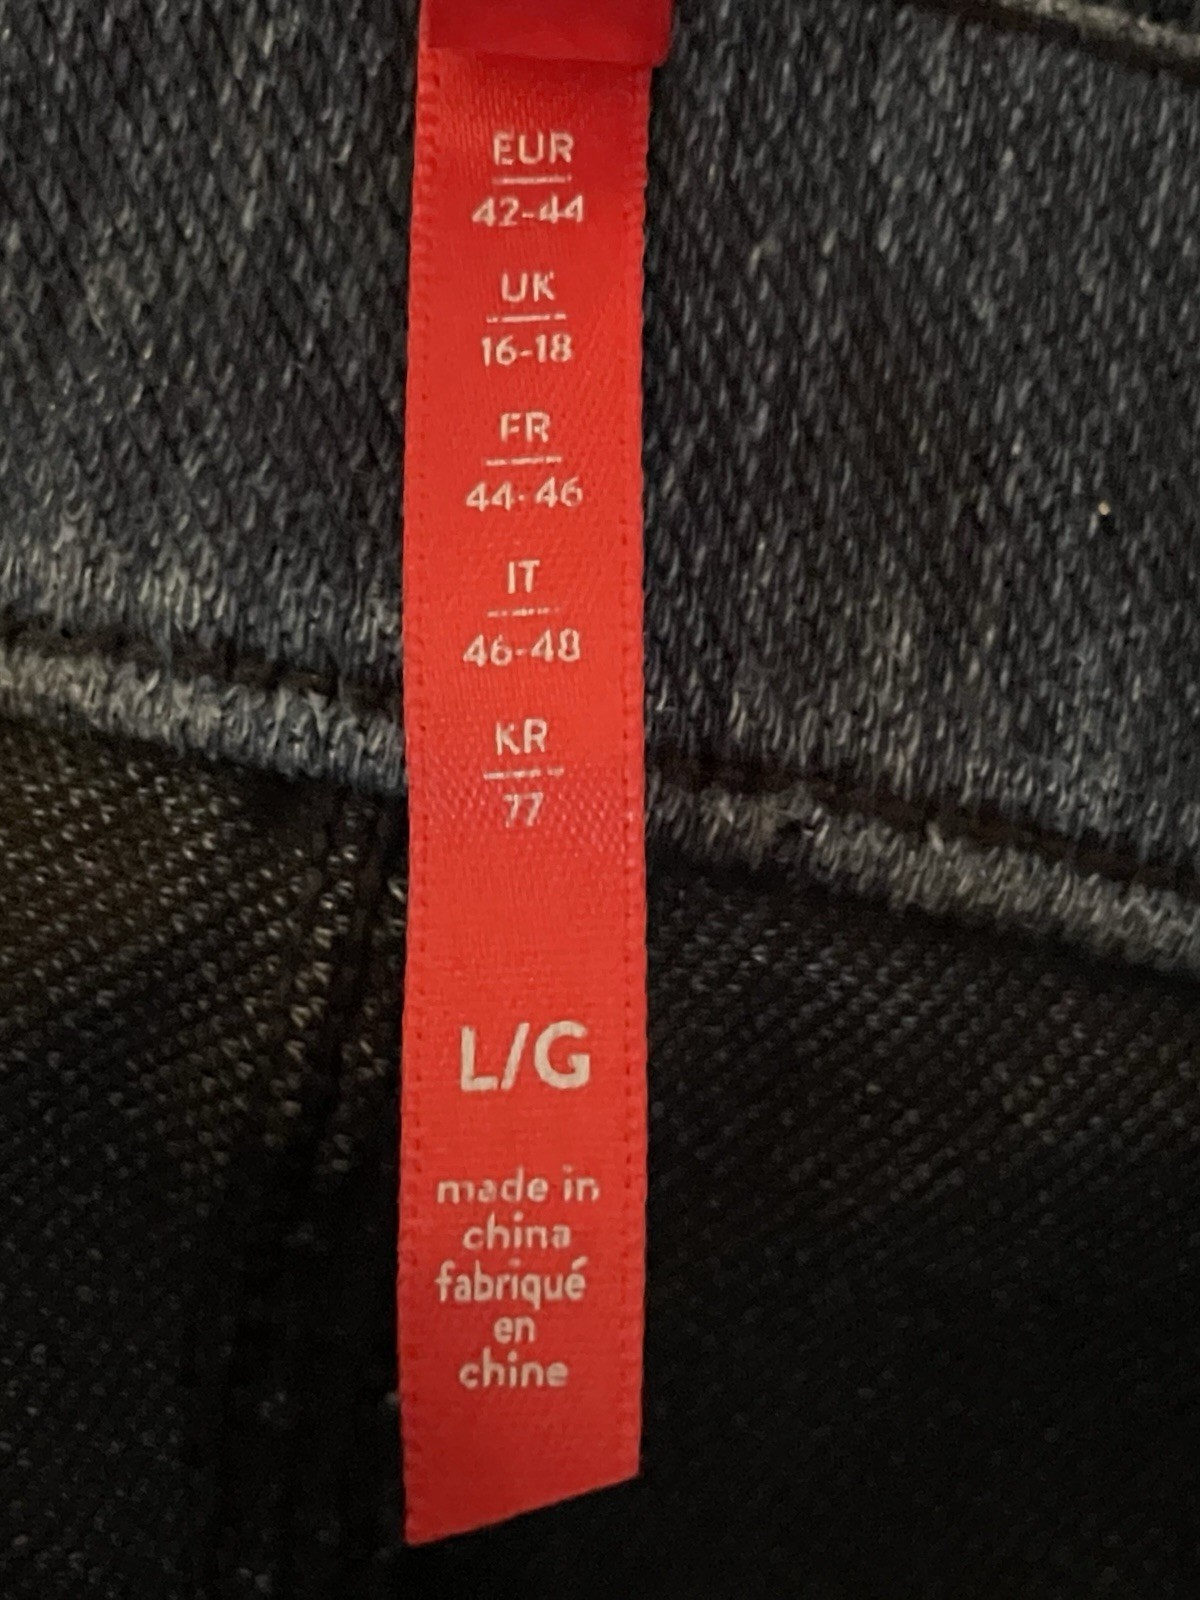 EUR
42-44
UK
16-18
FR
44-46
IT
46-48
KR
77
L/G
made in
china
fabriqué
en
chine